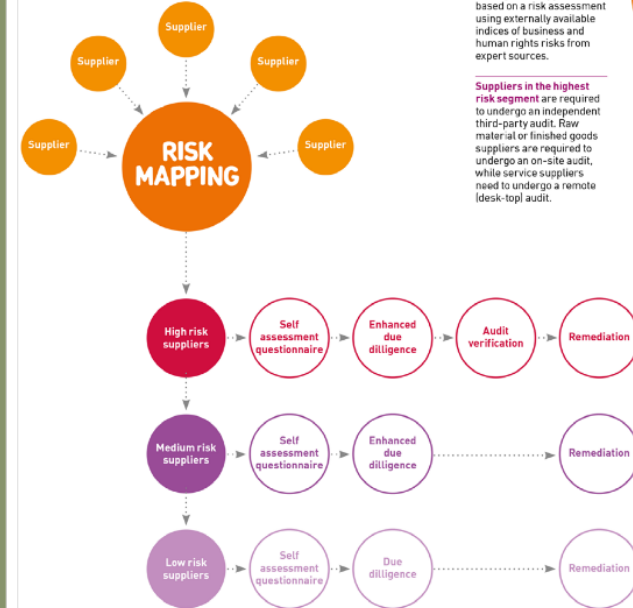 based on a risk assessment
using externally available
indices of business and
human rights risks from
expert sources.
Suppliers in the highest
risk segment are required
to undergo an independent
third-party audit. Raw
material or finished goods
suppliers are required to
undergo an on-site audit,
while service suppliers
need to undergo a remote
(desk-top) audit.
Supplier
Supplier
Supplier
Supplier
Supplier
RISK
MAPPING
High risk
suppliers
Self
assessment
questionnaire
Enhanced
due
dilligence
Audit
verification
Remediation
Medium risk
suppliers
Self
assessment
questionnaire
Enhanced
due
dilligence
Remediation
Low risk
suppliers
Self
assessment
questionnaire
Due
dilligence
Remediation